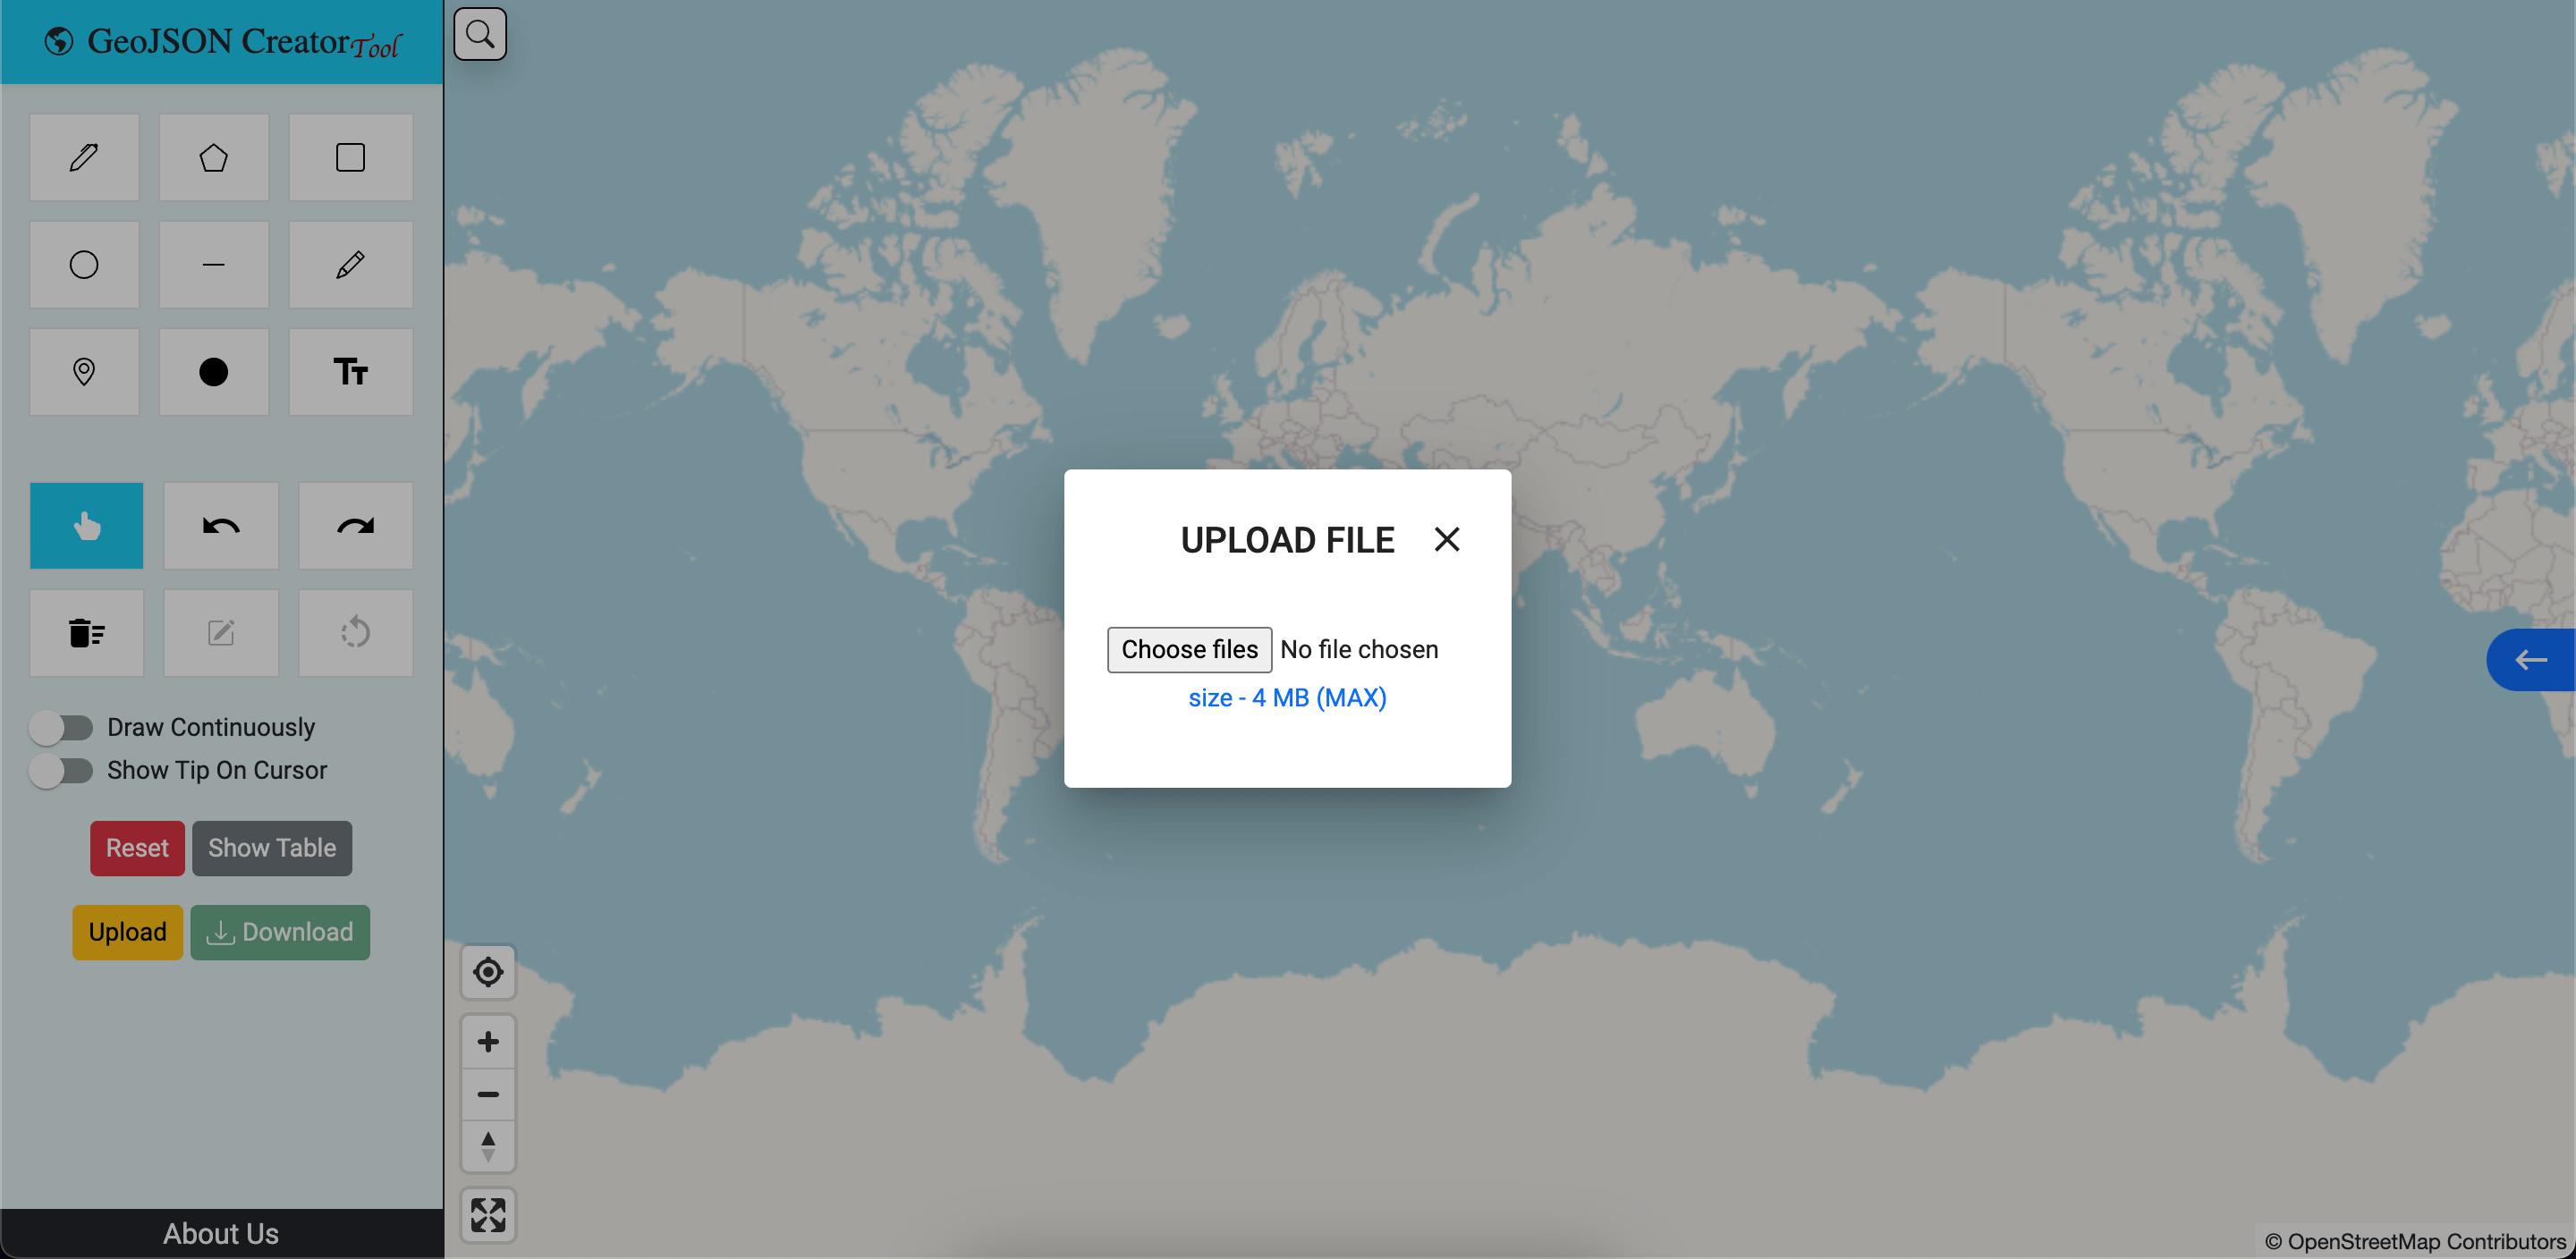 GeoJSON Creator Tool
UPLOAD FILE
Choose files No file chosen
size - 4 MB (MAX)
Draw Continuously
Show Tip On Cursor
Reset Show Table
Upload Download
About Us
© OpenStreetMap Contributors